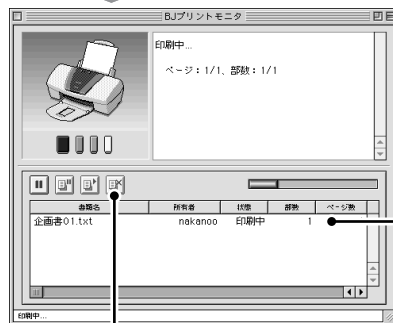 BJプリントモニタ
印刷中...
ページ：1/1、部数：1/1
書類名 所有者 状態 部数 ページ数
企画書01.txt nakanoo 印刷中 1
印刷中...